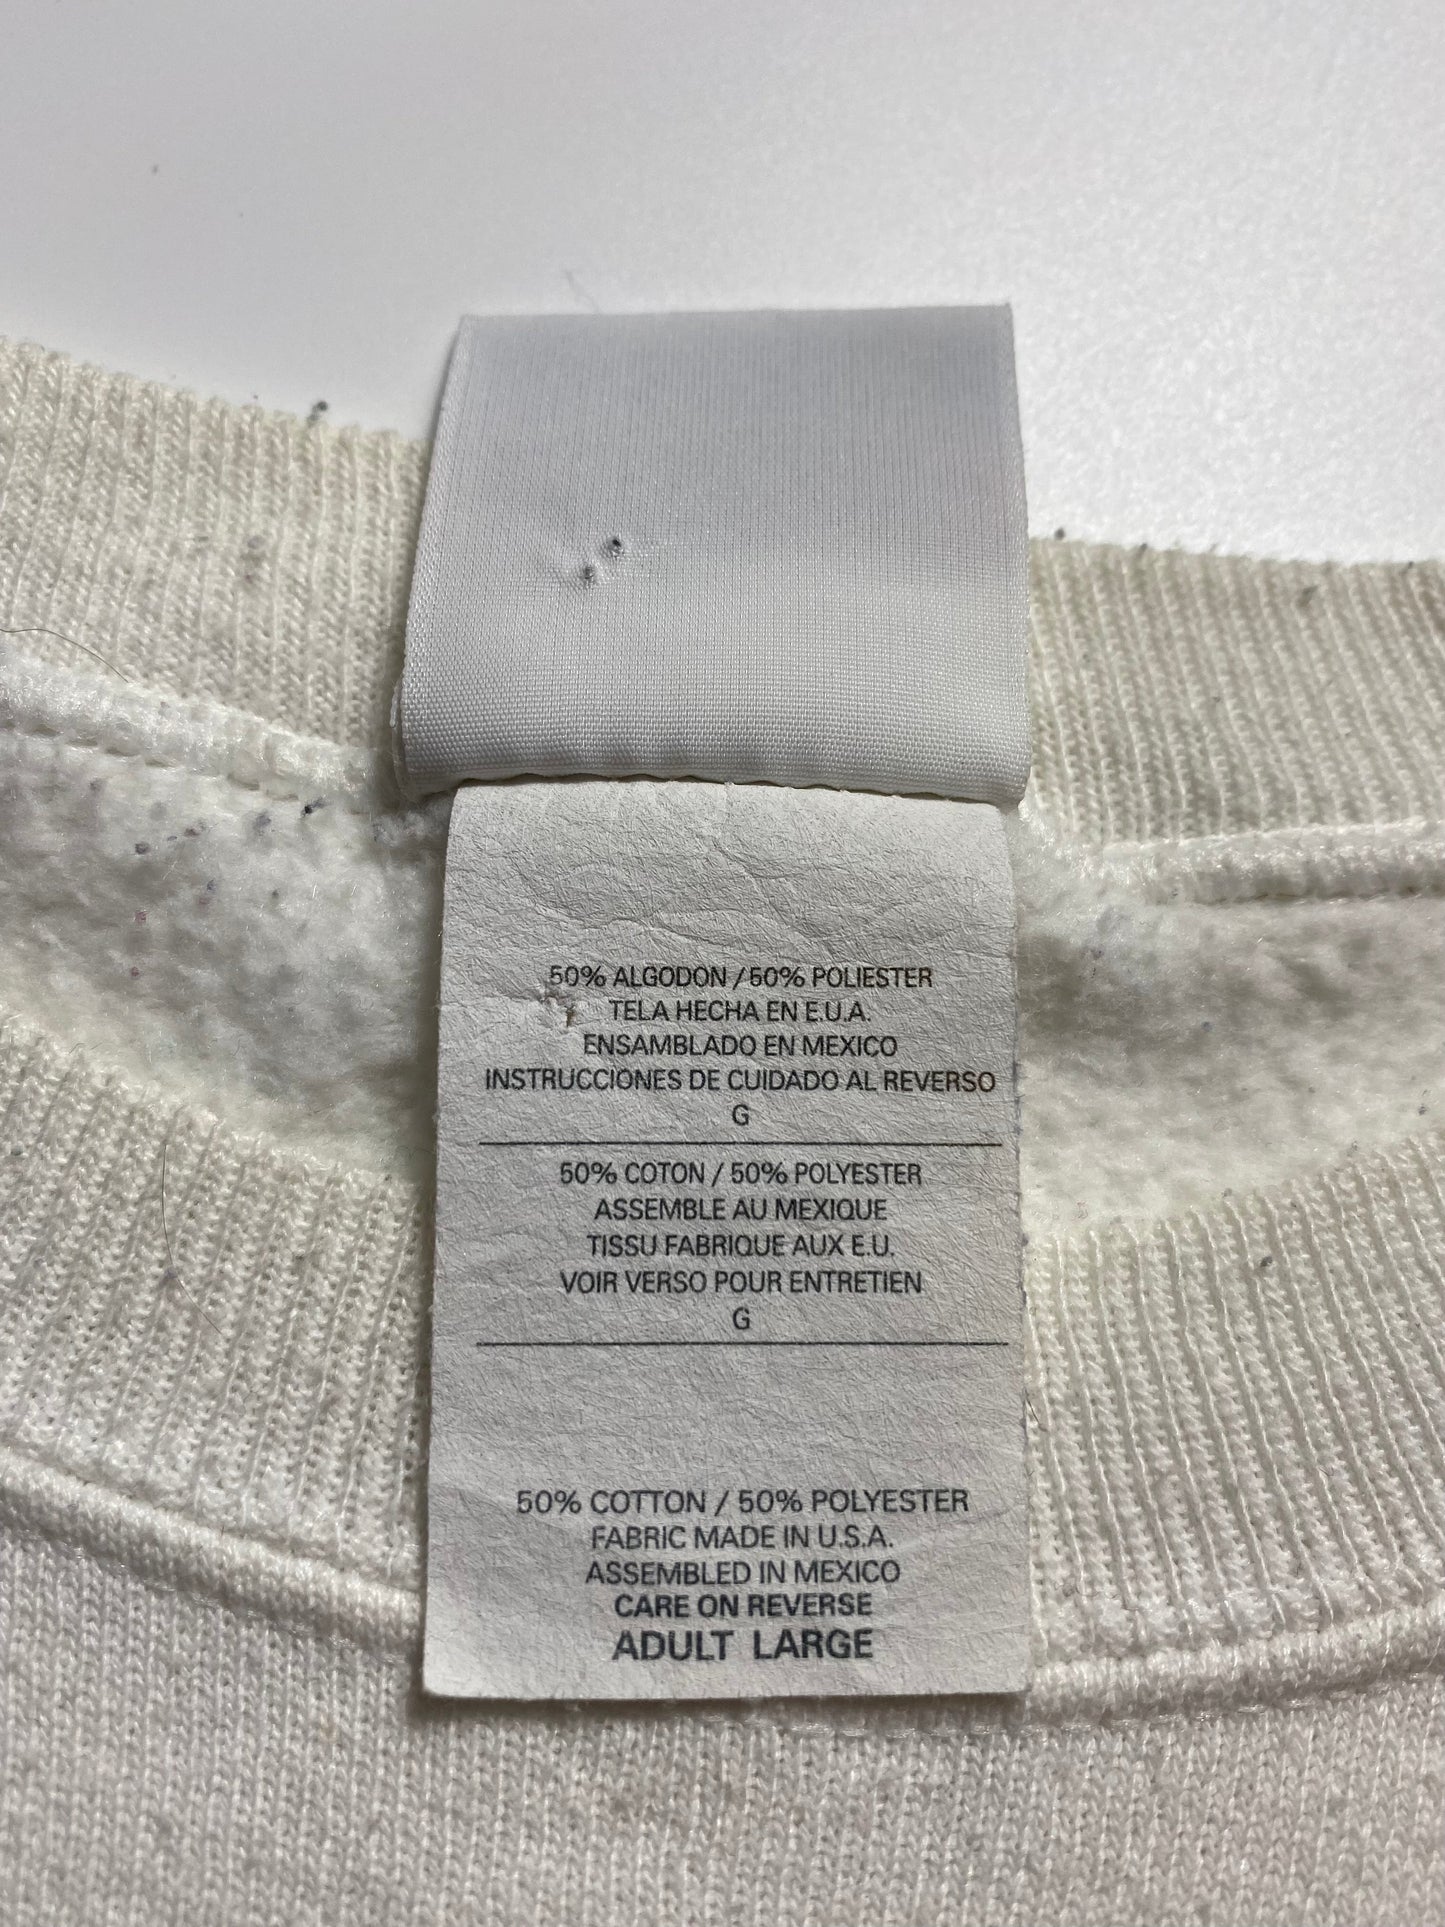 50% ALGODON / 50% POLIESTER
TELA HECHA EN E.U.A.
ENSAMBLADO EN MEXICO
INSTRUCCIONES DE CUIDADO AL REVERSO
G
50% COTON / 50% POLYESTER
ASSEMBLE AU MEXIQUE
TISSU FABRIQUE AUX E.U.
VOIR VERSO POUR ENTRETIEN
G
50% COTTON / 50% POLYESTER
FABRIC MADE IN U.S.A.
ASSEMBLED IN MEXICO
CARE ON REVERSE
ADULT LARGE